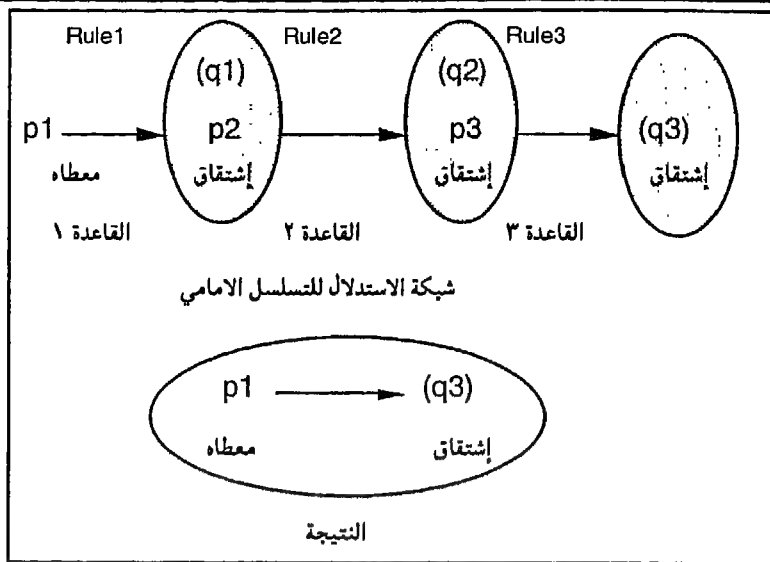 Rule1 Rule2 Rule3
(q1) (q2)
p1 p2 p3 (q3)
معطاه إشتقاق إشتقاق إشتقاق
القاعدة ١ القاعدة ٢ القاعدة ٣
شبكة الاستدلال للتسلسل الامامي
p1 (q3)
معطاه إشتقاق
النتيجة